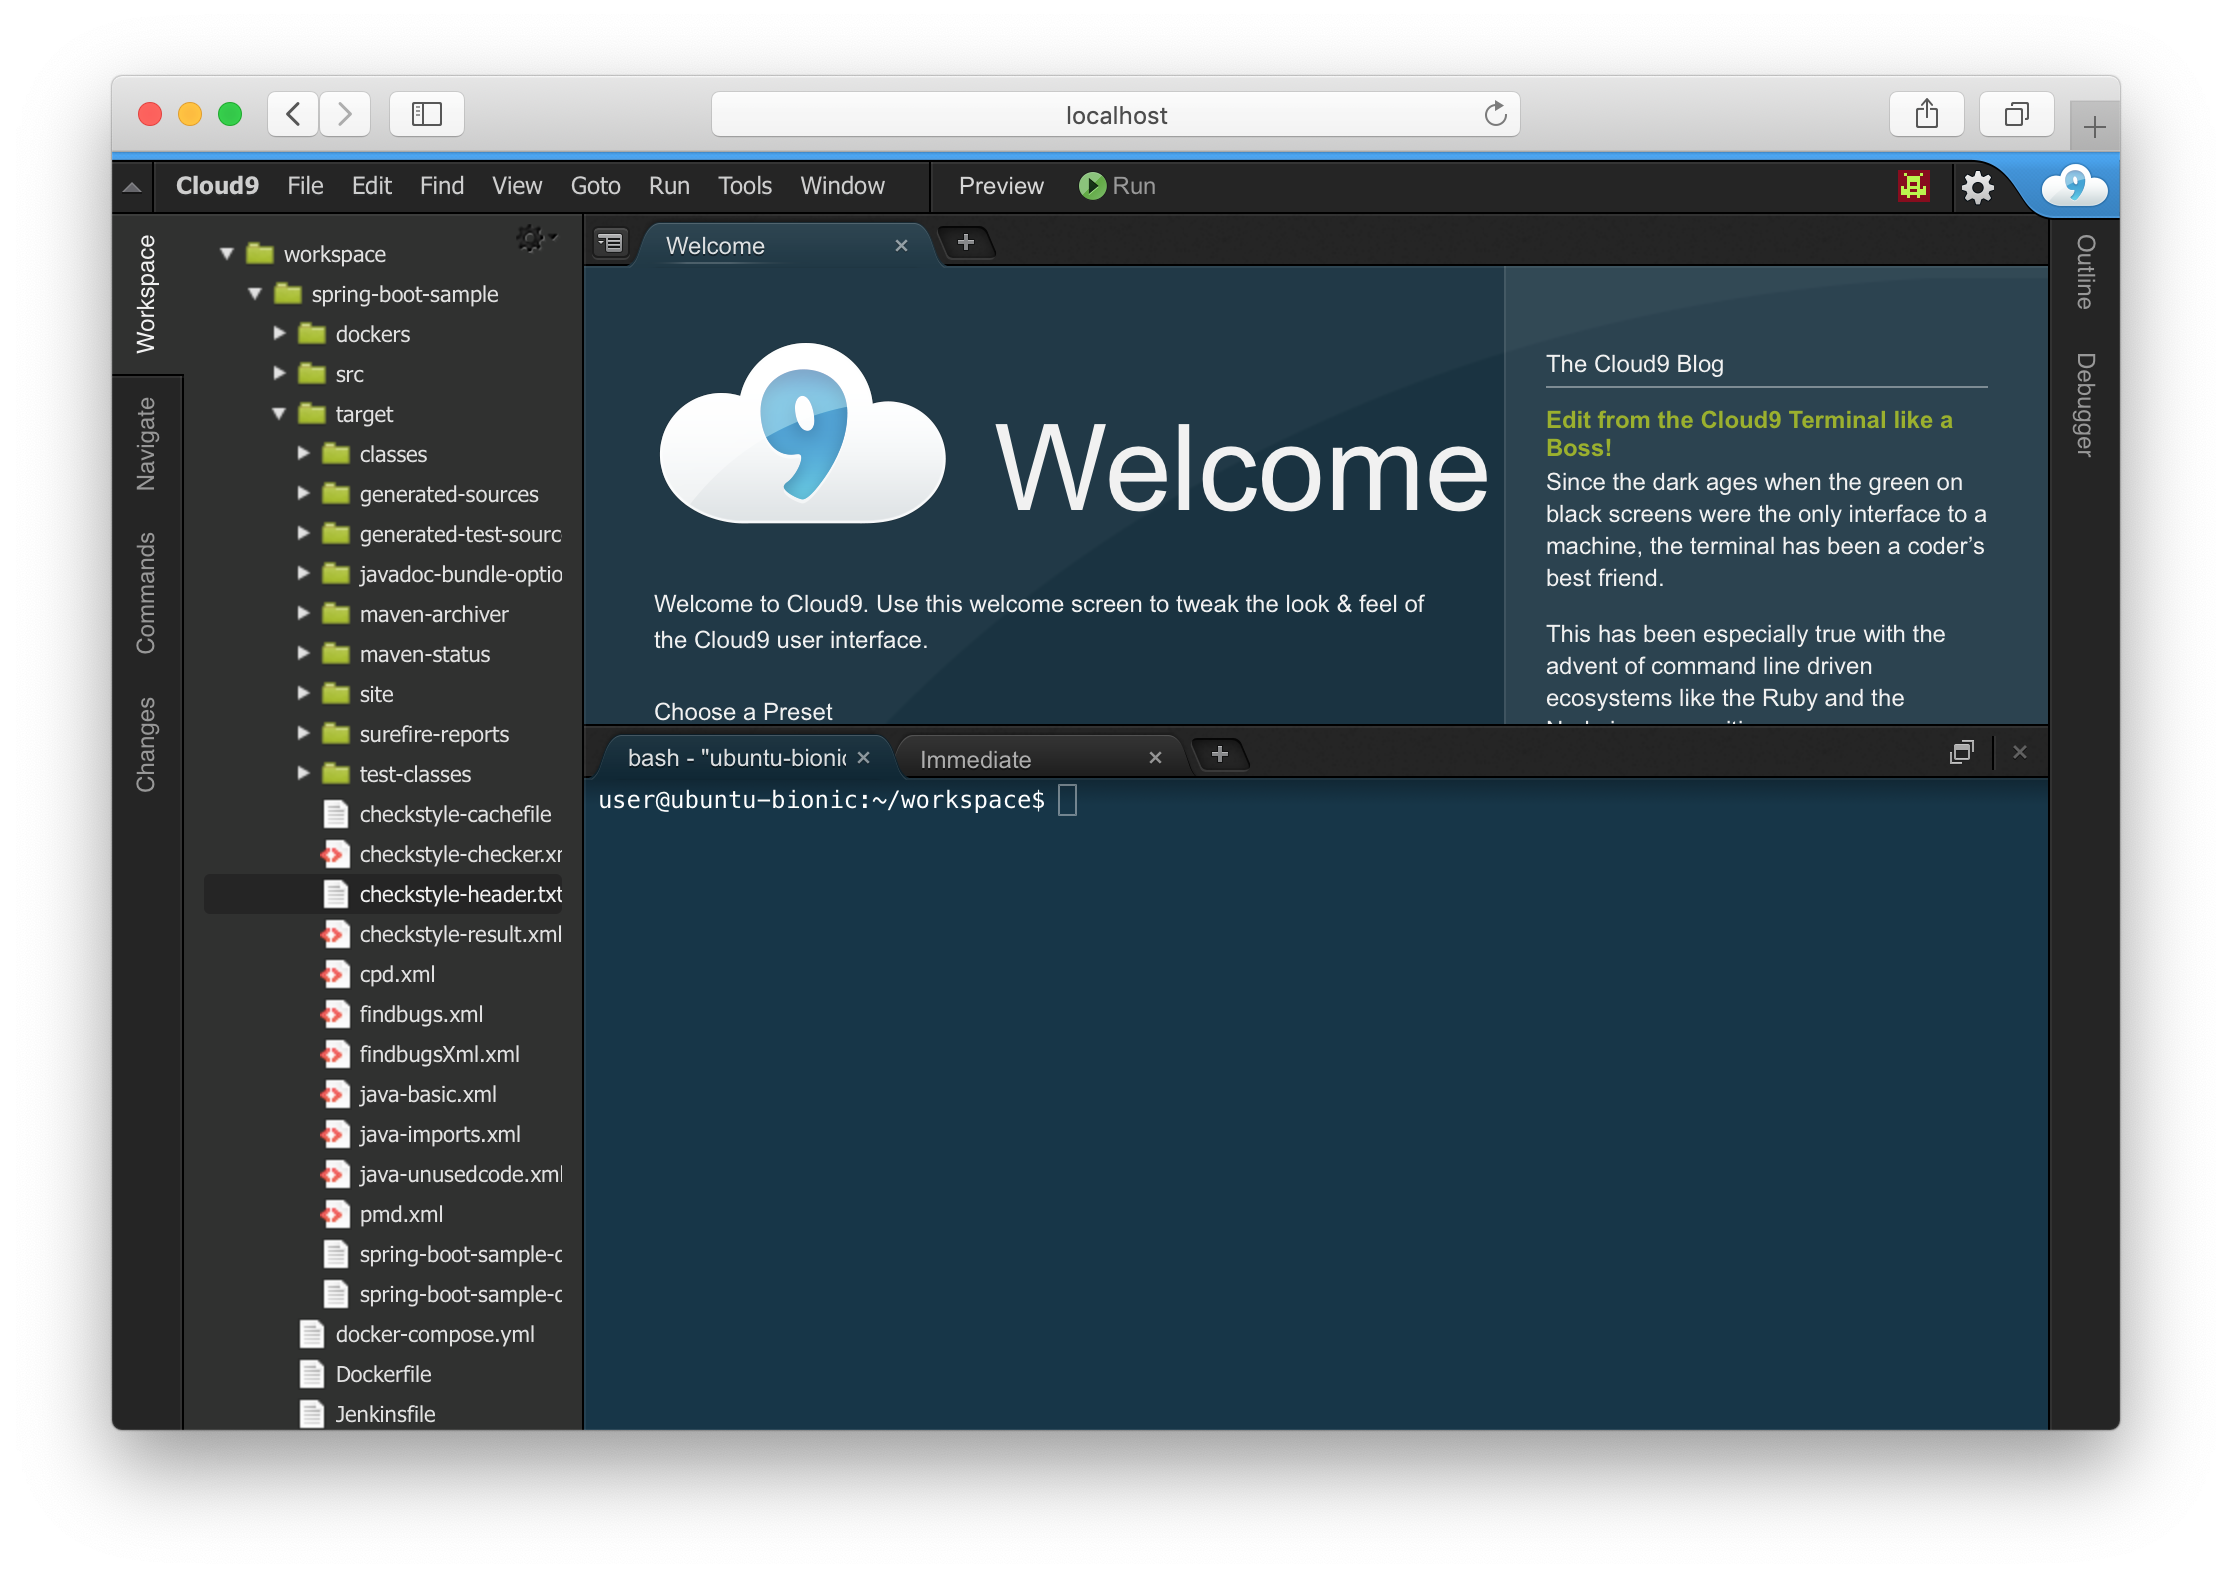 localhost
Cloud9 File Edit Find View Goto Run Tools Window Preview Run
Workspace
Navigate
Commands
Changes
workspace
spring-boot-sample
dockers
src
target
classes
generated-sources
generated-test-sourc
javadoc-bundle-optio
maven-archiver
maven-status
site
surefire-reports
test-classes
checkstyle-cachefile
checkstyle-checker.xm
checkstyle-header.txt
checkstyle-result.xml
cpd.xml
findbugs.xml
findbugsXml.xml
java-basic.xml
java-imports.xml
java-unusedcode.xml
pmd.xml
spring-boot-sample-c
spring-boot-sample-c
docker-compose.yml
Dockerfile
Jenkinsfile
Welcome
9 Welcome
Welcome to Cloud9. Use this welcome screen to tweak the look & feel of
the Cloud9 user interface.
Choose a Preset
The Cloud9 Blog
Edit from the Cloud9 Terminal like a
Boss!
Since the dark ages when the green on
black screens were the only interface to a
machine, the terminal has been a coder's
best friend.
This has been especially true with the
advent of command line driven
ecosystems like the Ruby and the
bash - "ubuntu-bionic
Immediate
user@ubuntu-bionic:~/workspace$
Outline
Debugger